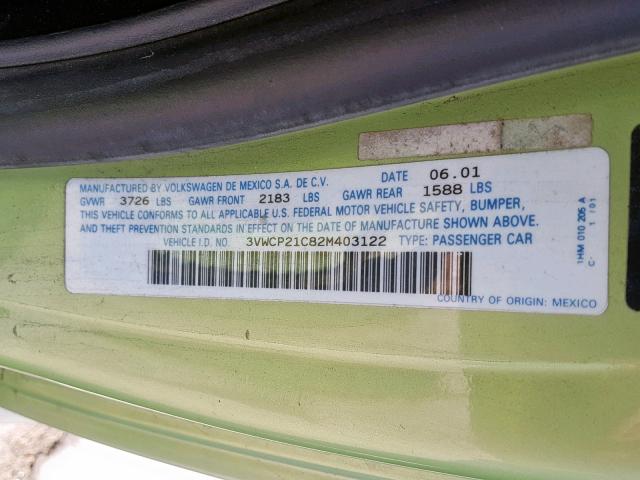 MANUFACTURED BY VOLKSWAGEN DE MEXICO S.A. DE C.V. DATE 06.01
GVWR 3726 LBS GAWR FRONT 2183 LBS GAWR REAR 1588 LBS
THIS VEHICLE CONFORMS TO ALL APPLICABLE U.S. FEDERAL MOTOR VEHICLE SAFETY, BUMPER,
AND THEFT PREVENTION STANDARDS IN EFFECT ON THE DATE OF MANUFACTURE SHOWN ABOVE.
VEHICLE I.D. NO. 3VWCP21C82M403122 TYPE: PASSENGER CAR
COUNTRY OF ORIGIN: MEXICO
1HM 010 205 A
C- 1 /01